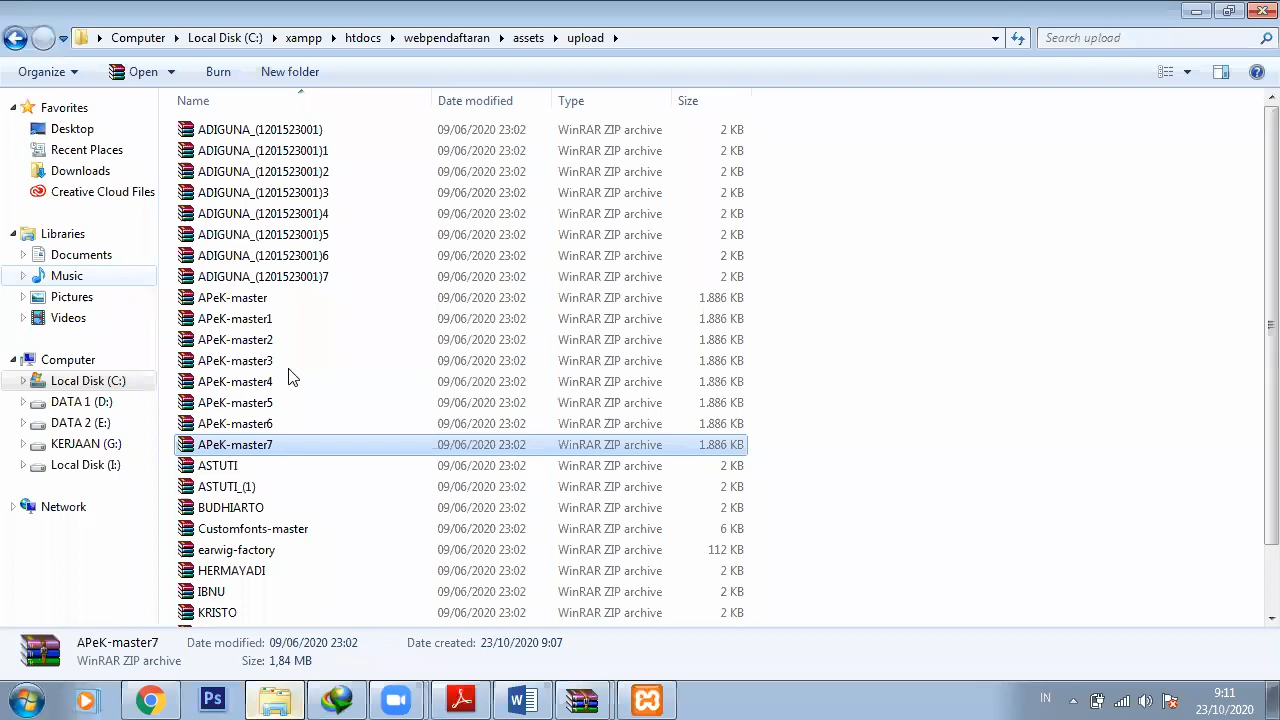 Computer Local Disk (C:) xampp htdocs webpendaftaran assets upload Search upload
Organize Open Burn New folder
Name Date modified Type Size
Favorites
Desktop
Recent Places
Downloads
Creative Cloud Files
Libraries
Documents
Music
Pictures
Videos
Computer
Local Disk (C:)
DATA 1 (D:)
DATA 2 (E:)
KERJAAN (G:)
Local Disk (I:)
Network
ADIGUNA_(1201523001) 09/06/2020 23:02 WinRAR ZIP archive 2 KB
ADIGUNA_(1201523001)1 09/06/2020 23:02 WinRAR ZIP archive 2 KB
ADIGUNA_(1201523001)2 09/06/2020 23:02 WinRAR ZIP archive 2 KB
ADIGUNA_(1201523001)3 09/06/2020 23:02 WinRAR ZIP archive 2 KB
ADIGUNA_(1201523001)4 09/06/2020 23:02 WinRAR ZIP archive 2 KB
ADIGUNA_(1201523001)5 09/06/2020 23:02 WinRAR ZIP archive 2 KB
ADIGUNA_(1201523001)6 09/06/2020 23:02 WinRAR ZIP archive 2 KB
ADIGUNA_(1201523001)7 09/06/2020 23:02 WinRAR ZIP archive 2 KB
APeK-master 09/06/2020 23:02 WinRAR ZIP archive 1.886 KB
APeK-master1 09/06/2020 23:02 WinRAR ZIP archive 1.886 KB
APeK-master2 09/06/2020 23:02 WinRAR ZIP archive 1.886 KB
APeK-master3 09/06/2020 23:02 WinRAR ZIP archive 1.886 KB
APeK-master4 09/06/2020 23:02 WinRAR ZIP archive 1.886 KB
APeK-master5 09/06/2020 23:02 WinRAR ZIP archive 1.886 KB
APeK-master6 09/06/2020 23:02 WinRAR ZIP archive 1.886 KB
APeK-master7 09/06/2020 23:02 WinRAR ZIP archive 1.886 KB
ASTUTI 09/06/2020 23:02 WinRAR ZIP archive 2 KB
ASTUTI_(1) 09/06/2020 23:02 WinRAR ZIP archive 2 KB
BUDHIARTO 09/06/2020 23:02 WinRAR ZIP archive 2 KB
Customfonts-master 09/06/2020 23:02 WinRAR ZIP archive 6 KB
earwig-factory 09/06/2020 23:02 WinRAR ZIP archive 112 KB
HERMAYADI 09/06/2020 23:02 WinRAR ZIP archive 2 KB
IBNU 09/06/2020 23:02 WinRAR ZIP archive 2 KB
KRISTO 09/06/2020 23:02 WinRAR ZIP archive 2 KB
APeK-master7 Date modified: 09/06/2020 23:02 Date created: 23/10/2020 9:07
WinRAR ZIP archive Size: 1,84 MB
Ps
IN
9:11
23/10/2020